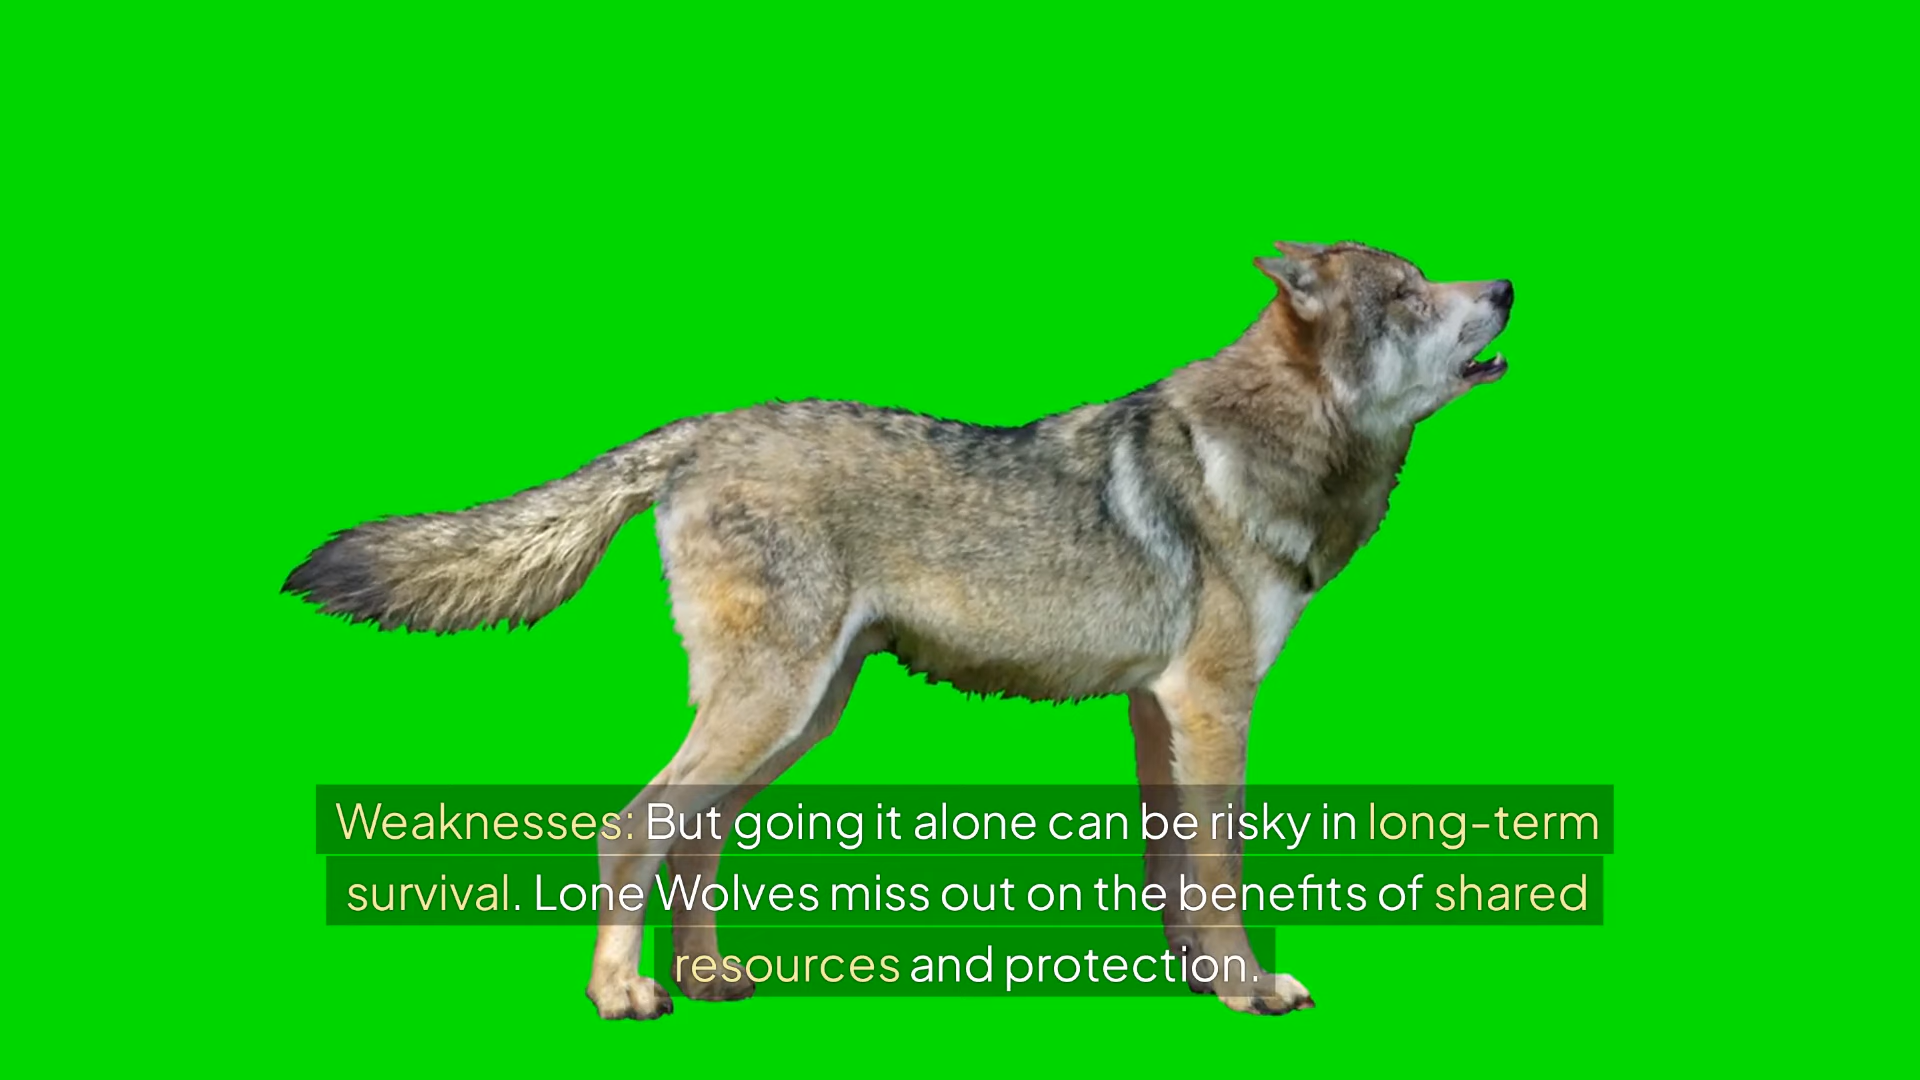 Weaknesses: But going it alone can be risky in long-term
survival. Lone Wolves miss out on the benefits of shared
resources and protection.